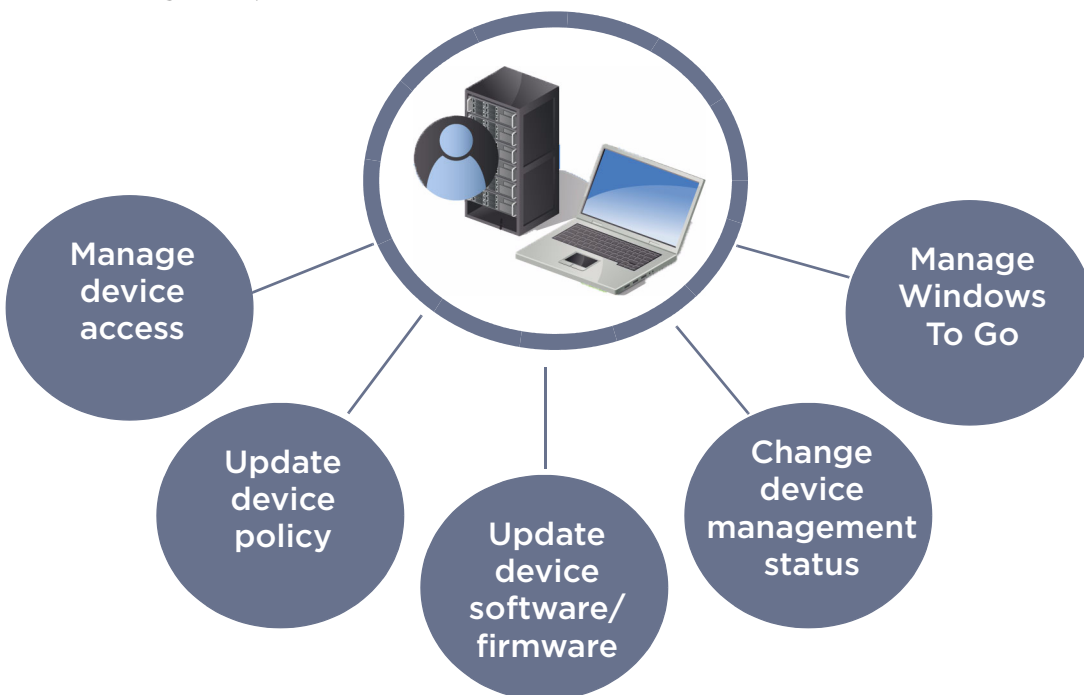 Manage
device
access
Update
device
policy
Update
device
software/
firmware
Change
device
management
status
Manage
Windows
To Go